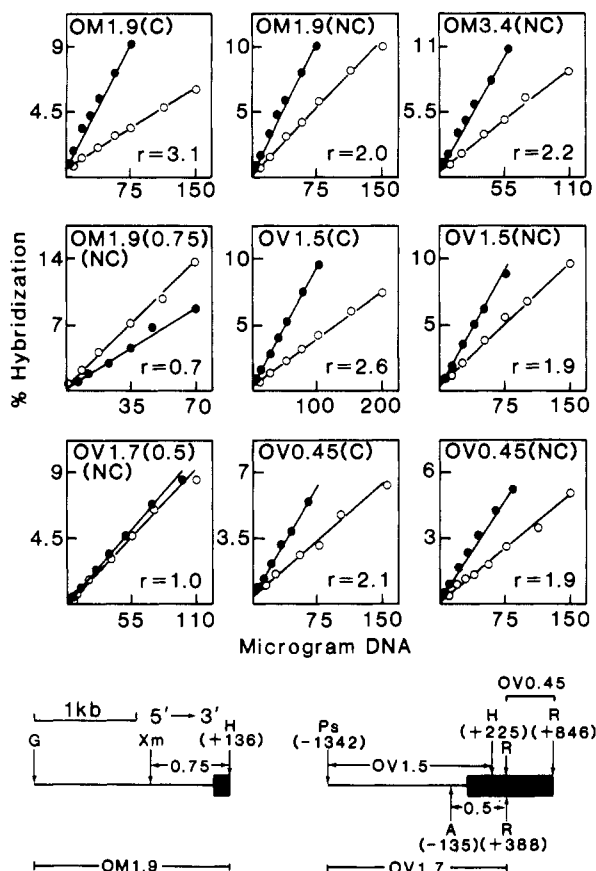 OM1.9(C)
9
4.5
r=3.1
75
150
OM1.9(NC)
10
5
r=2.0
75
150
OM3.4(NC)
11
5.5
r=2.2
55
110
% Hybridization
OM1.9(0.75)
(NC)
14
7
r=0.7
35
70
OV1.5(C)
10
5
r=2.6
100
200
OV1.5(NC)
10
5
r=1.9
75
150
OV1.7(0.5)
(NC)
9
4.5
r=1.0
55
110
OV0.45(C)
7
3.5
r=2.1
75
150
OV0.45(NC)
6
3
r=1.9
75
150
Microgram DNA
1kb
5' → 3'
G
Xm
H
(+136)
0.75
OM1.9
OV0.45
Ps
(-1342)
H
(+225)
R
R
(+846)
OV1.5
0.5
A
(-135)
R
(+388)
OV1.7